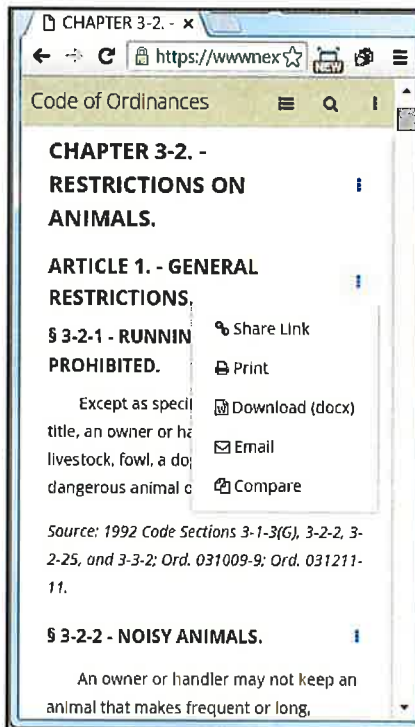 CHAPTER 3-2. - ×
https://wwwnex
NEW
Code of Ordinances
CHAPTER 3-2. -
RESTRICTIONS ON
ANIMALS.
ARTICLE 1. - GENERAL
RESTRICTIONS.
§ 3-2-1 - RUNNIN
PROHIBITED.
Share Link
Print
Download (docx)
Email
Compare
Except as specif
title, an owner or ha
livestock, fowl, a do
dangerous animal o
Source: 1992 Code Sections 3-1-3(G), 3-2-2, 3-
2-25, and 3-3-2; Ord. 031009-9; Ord. 031211-
11.
§ 3-2-2 - NOISY ANIMALS.
An owner or handler may not keep an
animal that makes frequent or long,